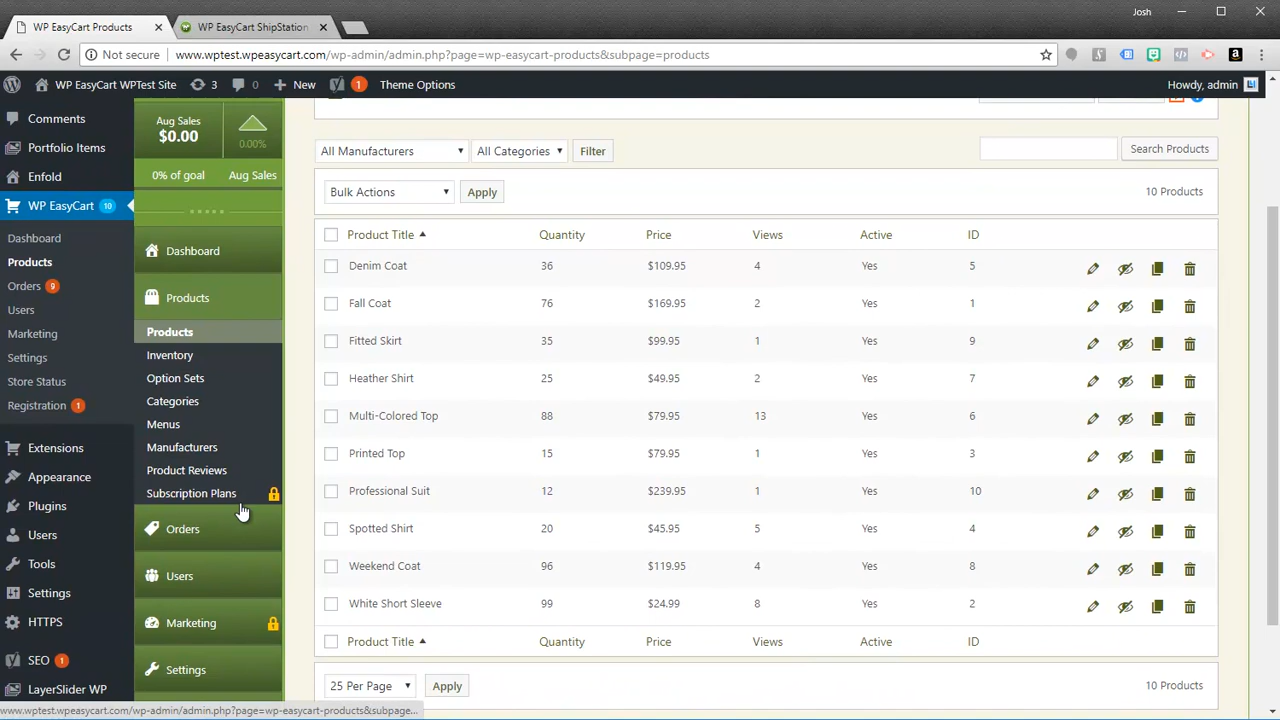 WP EasyCart Products
WP EasyCart ShipStation
Josh
Not secure www.wptest.wpeasycart.com/wp-admin/admin.php?page=wp-easycart-products&subpage=products
WP EasyCart WPTest Site 3 0 New 1 Theme Options Howdy, admin
Comments
Portfolio Items
Enfold
WP EasyCart 10
Dashboard
Products
Orders 9
Users
Marketing
Settings
Store Status
Registration 1
Extensions
Appearance
Plugins
Users
Tools
Settings
HTTPS
SEO 1
LayerSlider WP
Aug Sales
$0.00
0.00%
0% of goal Aug Sales
Dashboard
Products
Products
Inventory
Option Sets
Categories
Menus
Manufacturers
Product Reviews
Subscription Plans
Orders
Users
Marketing
Settings
All Manufacturers All Categories Filter Search Products
Bulk Actions Apply 10 Products
Product Title Quantity Price Views Active ID
Denim Coat 36 $109.95 4 Yes 5
Fall Coat 76 $169.95 2 Yes 1
Fitted Skirt 35 $99.95 1 Yes 9
Heather Shirt 25 $49.95 2 Yes 7
Multi-Colored Top 88 $79.95 13 Yes 6
Printed Top 15 $79.95 1 Yes 3
Professional Suit 12 $239.95 1 Yes 10
Spotted Shirt 20 $45.95 5 Yes 4
Weekend Coat 96 $119.95 4 Yes 8
White Short Sleeve 99 $24.99 8 Yes 2
Product Title Quantity Price Views Active ID
25 Per Page Apply 10 Products
www.wptest.wpeasycart.com/wp-admin/admin.php?page=wp-easycart-products&subpage...